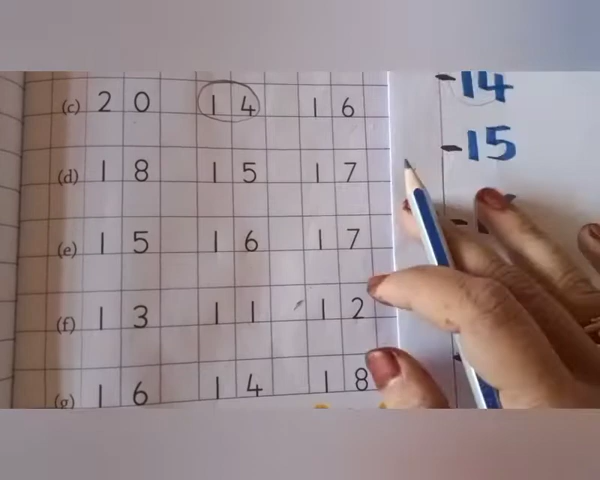 (c) 20 14 16
-14
(d) 18 15 17
-15
(e) 15 16 17
(f) 13 11 12
(g) 16 14 18